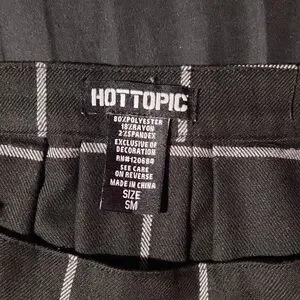 HOTTOPIC
80%POLYESTER
18%RAYON
2%SPANDEX
EXCLUSIVE OF
DECORATION
RN#120680
SEE CARE
ON REVERSE
MADE IN CHINA
SIZE
SM